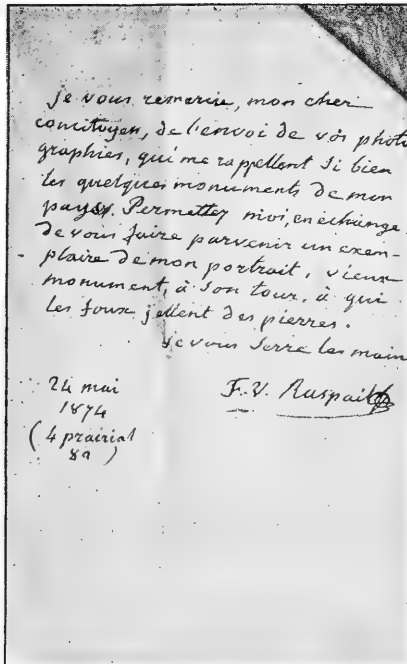 je vous remercie, mon cher
concitoyen, de l'envoi de vos photo
graphies, qui me rappellent si bien
les quelques monuments de mon
pays. Permettez moi, en échange
de vous faire parvenir un exem-
plaire de mon portrait, vieux
monument, à son tour, à qui
les foux jettent des pierres.
je vous serre les main
24 mai
1874
(4 prairial
82)
F. V. Raspail